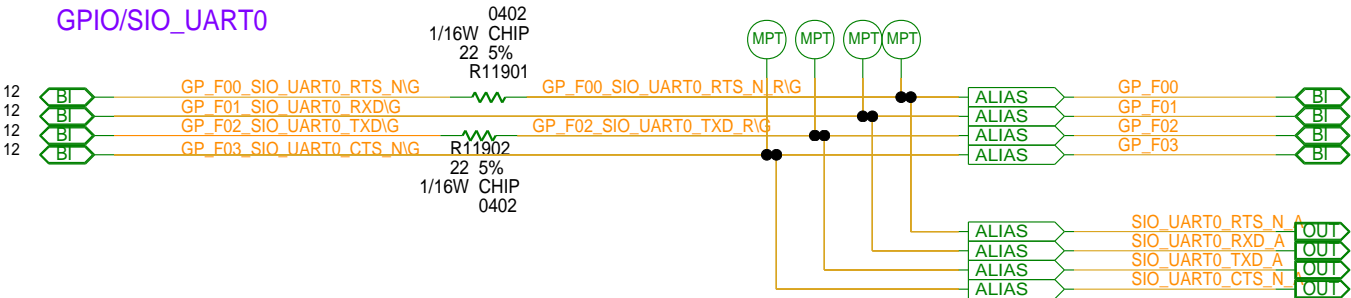 GPIO/SIO_UART0
0402
1/16W CHIP
22 5%
R11901
MPT MPT MPT MPT
12 BI GP_F00_SIO_UART0_RTS_N\G GP_F00_SIO_UART0_RTS_N_R\G ALIAS GP_F00 BI
12 BI GP_F01_SIO_UART0_RXD\G ALIAS GP_F01 BI
12 BI GP_F02_SIO_UART0_TXD\G GP_F02_SIO_UART0_TXD_R\G ALIAS GP_F02 BI
12 BI GP_F03_SIO_UART0_CTS_N\G ALIAS GP_F03 BI
R11902
22 5%
1/16W CHIP
0402
ALIAS SIO_UART0_RTS_N_A OUT
ALIAS SIO_UART0_RXD_A OUT
ALIAS SIO_UART0_TXD_A OUT
ALIAS SIO_UART0_CTS_N_A OUT